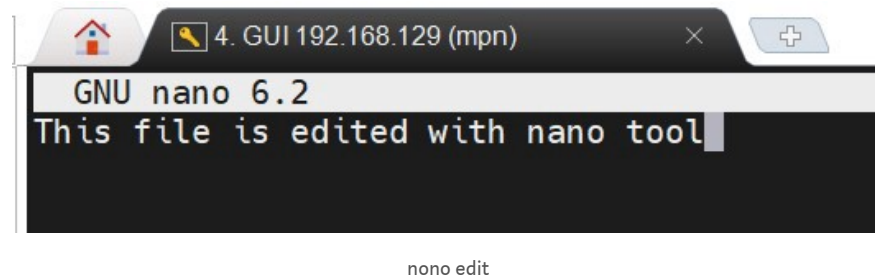 4. GUI 192.168.129 (mpn)
GNU nano 6.2
This file is edited with nano tool
nono edit